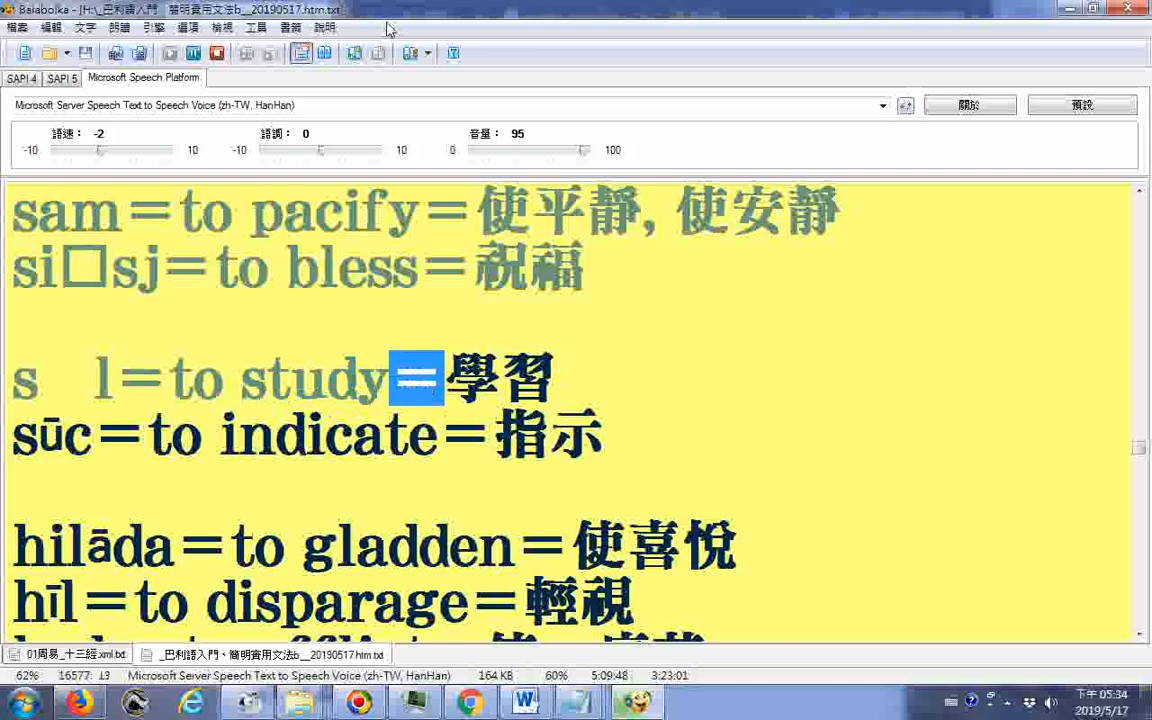 Balabolka - [H:\_巴利語入門、簡明實用文法b__20190517.htm.txt]
檔案 編輯 文字 朗讀 引擎 選項 檢視 工具 書籤 說明
SAPI 4 SAPI 5 Microsoft Speech Platform
Microsoft Server Speech Text to Speech Voice (zh-TW, HanHan) 關於 預設
語速： -2 語調： 0 音量： 95
-10 10 -10 10 0 100
sam＝to pacify＝使平靜, 使安靜
si□sj＝to bless＝祝福
s l＝to study＝學習
sūc＝to indicate＝指示
hilāda＝to gladden＝使喜悅
hīl＝to disparage＝輕視
01周易_十三經.xml.txt _巴利語入門、簡明實用文法b__20190517.htm.txt
62% 16577: 13 Microsoft Server Speech Text to Speech Voice (zh-TW, HanHan) 164 KB 60% 5:09:48 3:23:01
下午 05:34
2019/5/17